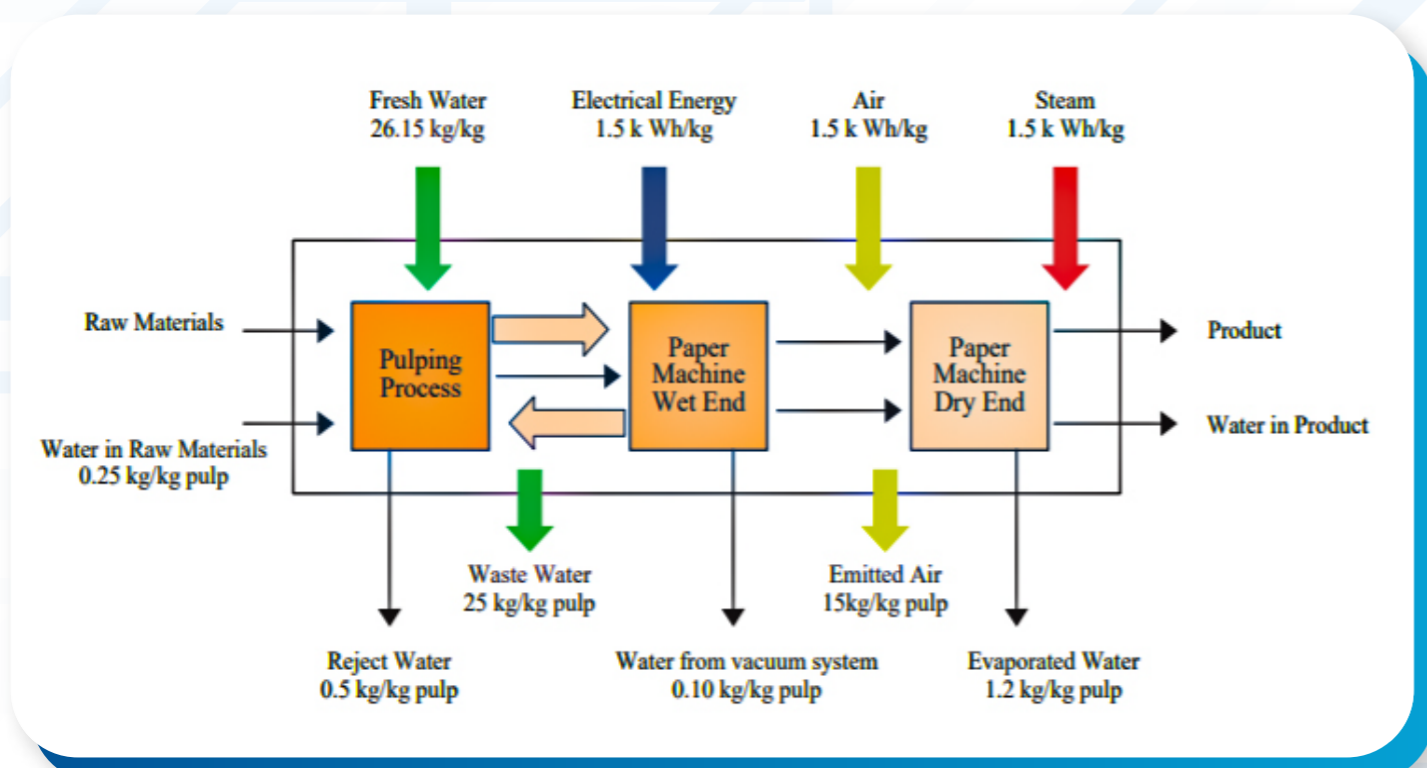 Fresh Water
26.15 kg/kg
Electrical Energy
1.5 k Wh/kg
Air
1.5 k Wh/kg
Steam
1.5 k Wh/kg
Raw Materials
Water in Raw Materials
0.25 kg/kg pulp
Pulping
Process
Paper
Machine
Wet End
Paper
Machine
Dry End
Product
Water in Product
Waste Water
25 kg/kg pulp
Emitted Air
15kg/kg pulp
Reject Water
0.5 kg/kg pulp
Water from vacuum system
0.10 kg/kg pulp
Evaporated Water
1.2 kg/kg pulp